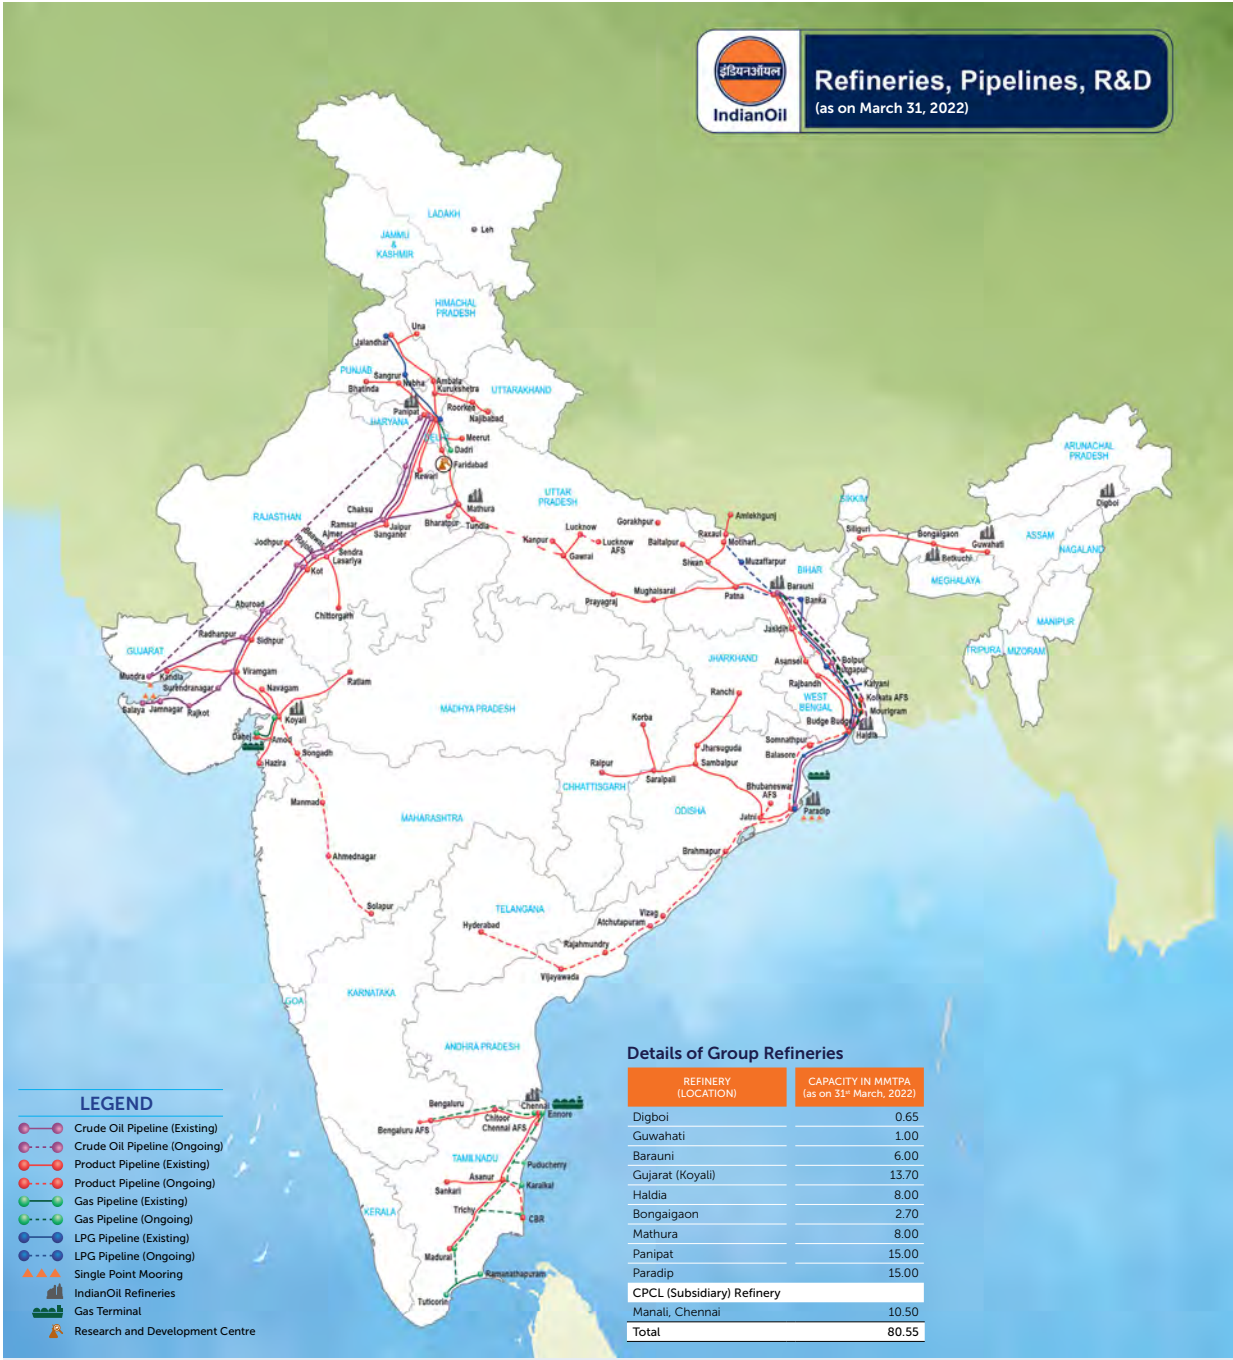 इंडियनऑयल
IndianOil
Refineries, Pipelines, R&D
(as on March 31, 2022)
LADAKH
Leh
JAMMU
&
KASHMIR
HIMACHAL
PRADESH
Una
Jalandhar
PUNJAB
Sangrur
Nabha
Bhatinda
Ambala
Kurukshetra
UTTARAKHAND
Roorkee
Najibabad
Panipat
HARYANA
Meerut
Dadri
Faridabad
Rewari
Mathura
UTTAR
PRADESH
Bharatpur
Tundla
RAJASTHAN
Chaksu
Ramsar
Ajmer
Jaipur
Sanganer
Jodhpur
Sendra
Lasariya
Kot
Chittorgarh
Aburoad
Radhanpur
Sidhpur
GUJARAT
Mundra
Kandla
Viramgam
Surendranagar
Navagam
Ratlam
Salaya
Jamnagar
Rajkot
Koyali
Dahej
Amod
Hazira
Songadh
Manmad
Ahmednagar
Solapur
MAHARASHTRA
MADHYA PRADESH
Kanpur
Lucknow
Lucknow
AFS
Gawral
Gorakhpur
Baitalpur
Amlekhgunj
Raxaul
Motihari
Siwan
Muzaffarpur
Prayagraj
Mughalsarai
Patna
BIHAR
Barauni
Banka
Jasidih
SIKKIM
Siliguri
Bongaigaon
Guwahati
Betkuchi
Digboi
ARUNACHAL
PRADESH
ASSAM
NAGALAND
MEGHALAYA
MANIPUR
TRIPURA
MIZORAM
JHARKHAND
Asansol
Bolpur
Durgapur
Rajbandh
Kalyani
WEST
BENGAL
Kolkata AFS
Mourigram
Budge Budge
Haldia
Ranchi
Korba
Jharsuguda
Sambalpur
Raipur
Saraipali
Somnathpur
Balasore
CHHATTISGARH
Bhubaneswar
AFS
ODISHA
Jatni
Paradip
Brahmapur
TELANGANA
Hyderabad
Vizag
Atchutapuram
Rajahmundry
Vijayawada
GOA
KARNATAKA
ANDHRA PRADESH
Bengaluru
Bengaluru AFS
Chitoor
Chennai AFS
Chennai
Ennore
TAMILNADU
Puducherry
Asanur
Sankari
Karaikal
Trichy
CBR
KERALA
Madurai
Ramanathapuram
Tuticorin
LEGEND
Crude Oil Pipeline (Existing)
Crude Oil Pipeline (Ongoing)
Product Pipeline (Existing)
Product Pipeline (Ongoing)
Gas Pipeline (Existing)
Gas Pipeline (Ongoing)
LPG Pipeline (Existing)
LPG Pipeline (Ongoing)
Single Point Mooring
IndianOil Refineries
Gas Terminal
Research and Development Centre
Details of Group Refineries
REFINERY
(LOCATION)
CAPACITY IN MMTPA
(as on 31st March, 2022)
Digboi 0.65
Guwahati 1.00
Barauni 6.00
Gujarat (Koyali) 13.70
Haldia 8.00
Bongaigaon 2.70
Mathura 8.00
Panipat 15.00
Paradip 15.00
CPCL (Subsidiary) Refinery
Manali, Chennai 10.50
Total 80.55